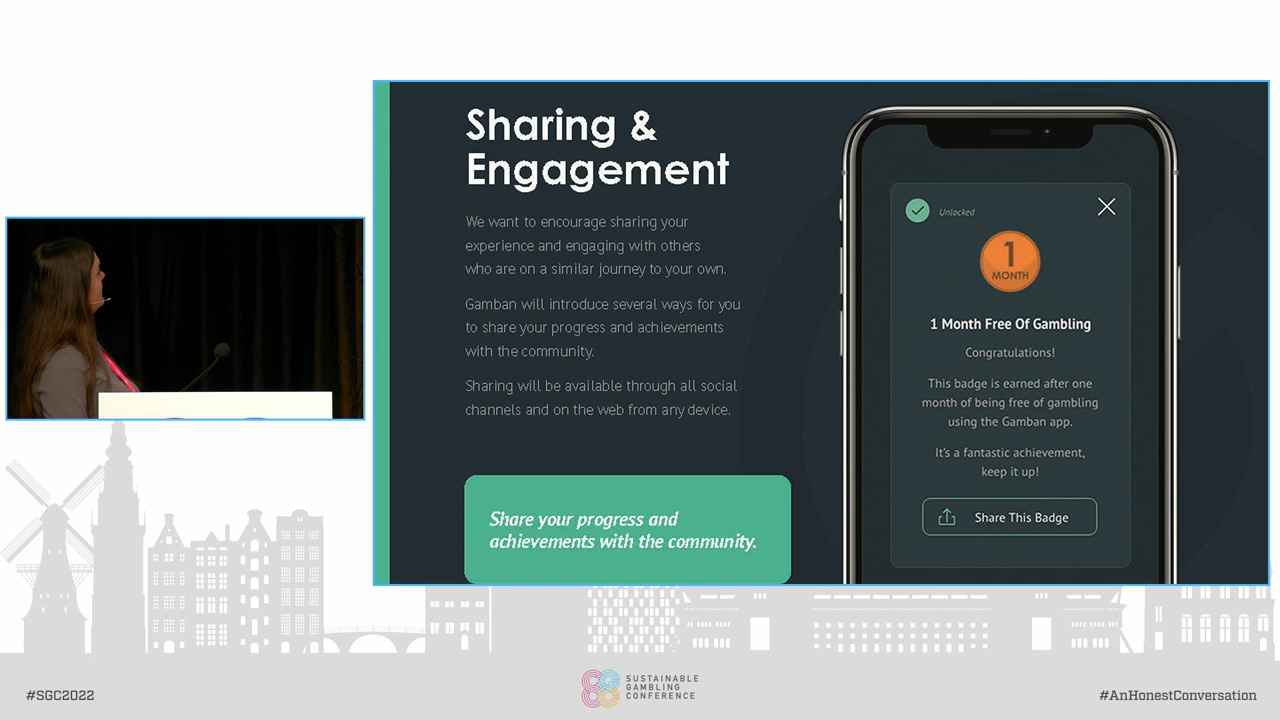 Sharing &
Engagement
We want to encourage sharing your
experience and engaging with others
who are on a similar journey to your own.
Gamban will introduce several ways for you
to share your progress and achievements
with the community.
Sharing will be available through all social
channels and on the web from any device.
Share your progress and
achievements with the community.
Unlocked
1
MONTH
1 Month Free Of Gambling
Congratulations!
This badge is earned after one
month of being free of gambling
using the Gamban app.
It's a fantastic achievement,
keep it up!
Share This Badge
#SGC2022
SUSTAINABLE
GAMBLING
CONFERENCE
#AnHonestConversation